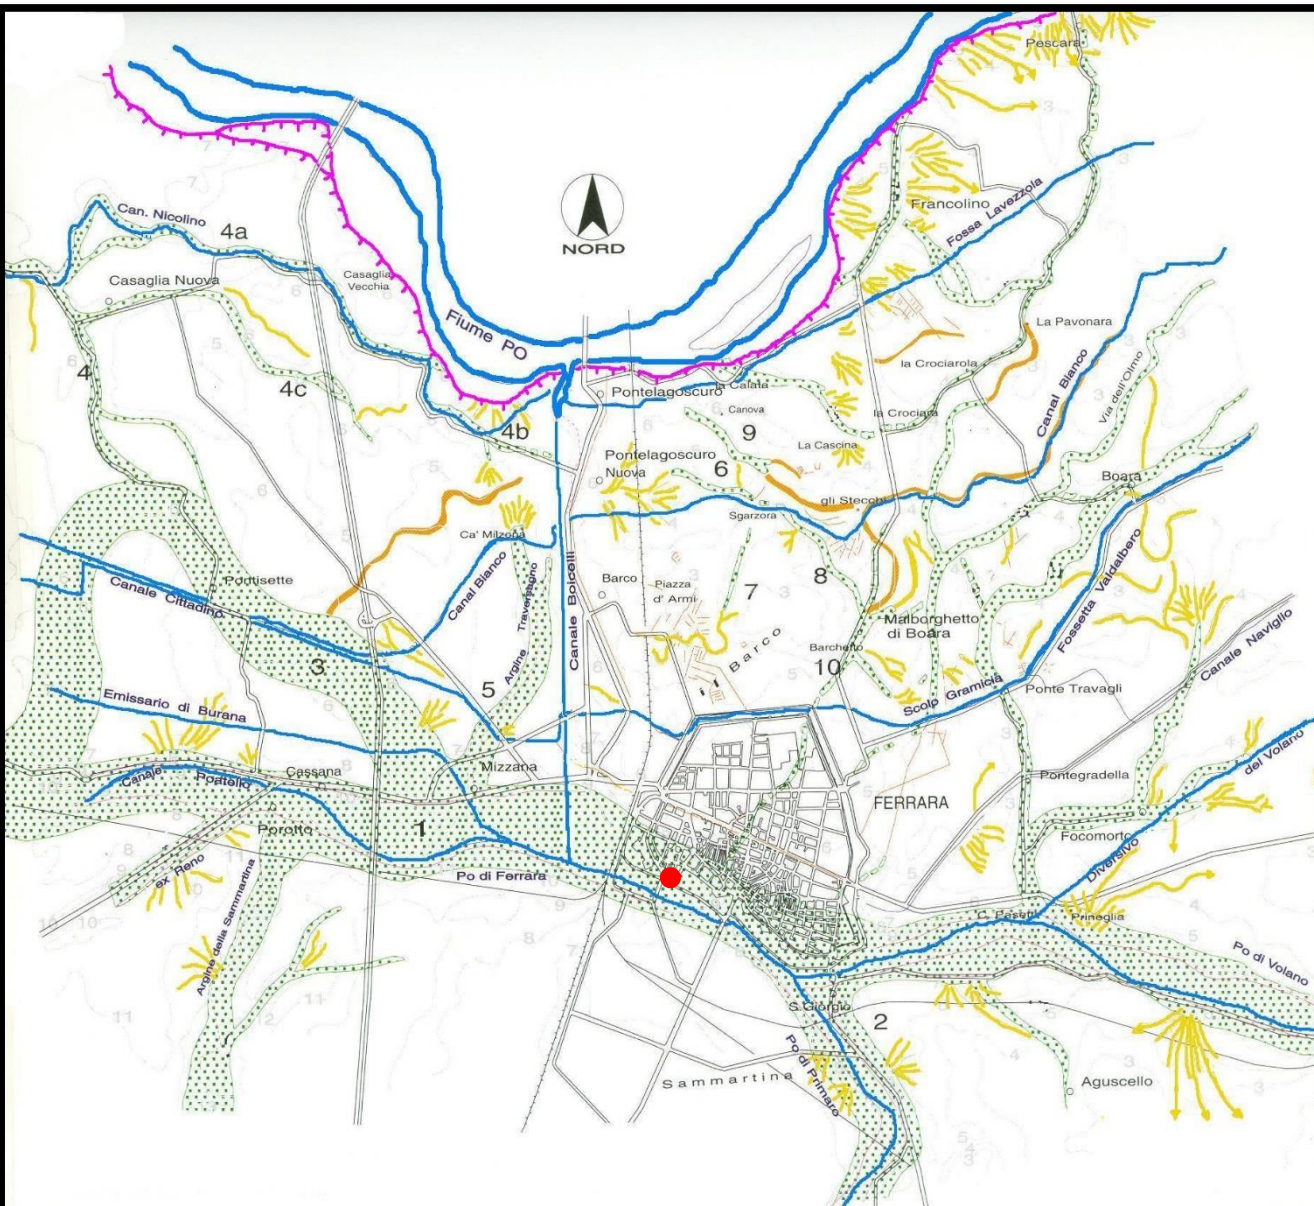 Pescara
Francolino
Fossa Lavezzola
Can. Nicolino
4a
Casaglia Nuova
Casaglia
Vecchia
NORD
Fiume PO
La Pavonara
la Crociarola
Canal Bianco
Via dell'Olmo
4
4c
4b
Pontelagoscuro
la Calata
Canova
9
la Crociara
La Cascina
Pontelagoscuro
Nuova
6
gli Stecchi
Boara
Sgarzora
Ca' Milzona
Canal Bianco
Argine Traversagno
Canale Boicelli
Barco
Piazza
d' Armi
7
8
Barco
Malborghetto
di Boara
Barchetto
10
Fossetta Valdalbero
Canale Naviglio
Pontisette
Canale Cittadino
3
5
Emissario di Burana
Scolo Gramicia
Ponte Travagli
Mizzana
Cassana
Canale Poatello
Porotto
1
ex Reno
Argine della Sammartina
Po di Ferrara
FERRARA
Pontegradella
Focomorto
Diversivo del Volano
Prinella
Po di Volano
S.Giorgio
2
Po di Primaro
Sammartina
Aguscello